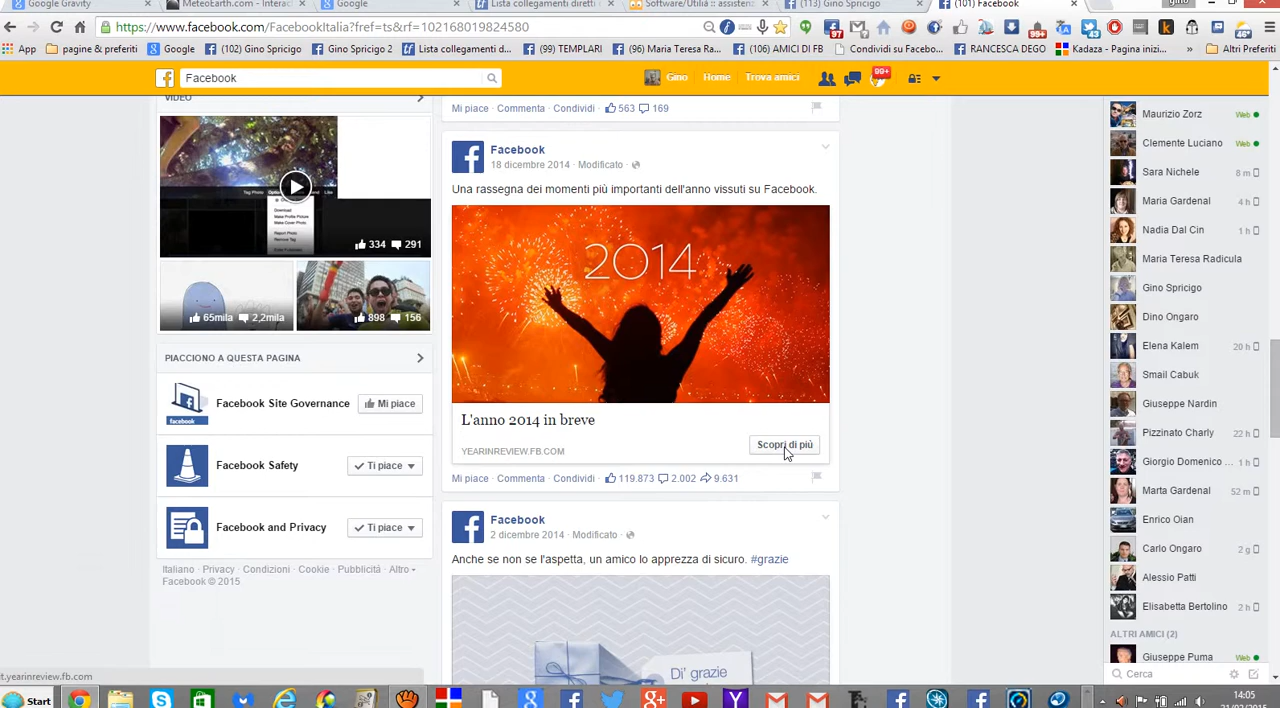 Google Gravity
MeteoEarth.com - Interac
Google
Lista collegamenti diretti
Software/Utilià :: assisten
(113) Gino Spricigo
(101) Facebook
gino
https://www.facebook.com/FacebookItalia?fref=ts&rf=102168019824580
App
pagine & preferiti
Google
(102) Gino Spricigo
Gino Spricigo 2
Lista collegamenti d...
(99) TEMPLARI
(96) Maria Teresa Ra...
(106) AMICI DI FB
Condividi su Facebo...
RANCESCA DEGO
Kadaza - Pagina inizi...
Altri Preferiti
Facebook
Gino
Home
Trova amici
99+
VIDEO
334 291
65mila 2,2mila
898 156
PIACCIONO A QUESTA PAGINA
Facebook Site Governance
Mi piace
Facebook Safety
Ti piace
Facebook and Privacy
Ti piace
Italiano · Privacy · Condizioni · Cookie · Pubblicità · Altro
Facebook © 2015
Mi piace · Commenta · Condividi · 563 169
Facebook
18 dicembre 2014 · Modificato ·
Una rassegna dei momenti più importanti dell'anno vissuti su Facebook.
2014
L'anno 2014 in breve
Scopri di più
YEARINREVIEW.FB.COM
Mi piace · Commenta · Condividi · 119.873 2.002 9.631
Facebook
2 dicembre 2014 · Modificato ·
Anche se non se l'aspetta, un amico lo apprezza di sicuro. #grazie
Di' grazie
Maurizio Zorz Web
Clemente Luciano Web
Sara Nichele 8 m
Maria Gardenal 4 h
Nadia Dal Cin 1 h
Maria Teresa Radicula
Gino Spricigo
Dino Ongaro
Elena Kalem 20 h
Smail Cabuk
Giuseppe Nardin
Pizzinato Charly 22 h
Giorgio Domenico ... 1 h
Marta Gardenal 52 m
Enrico Oian
Carlo Ongaro 2 g
Alessio Patti
Elisabetta Bertolino 2 h
ALTRI AMICI (2)
Giuseppe Puma Web
Cerca
it.yearinreview.fb.com
Start
14:05